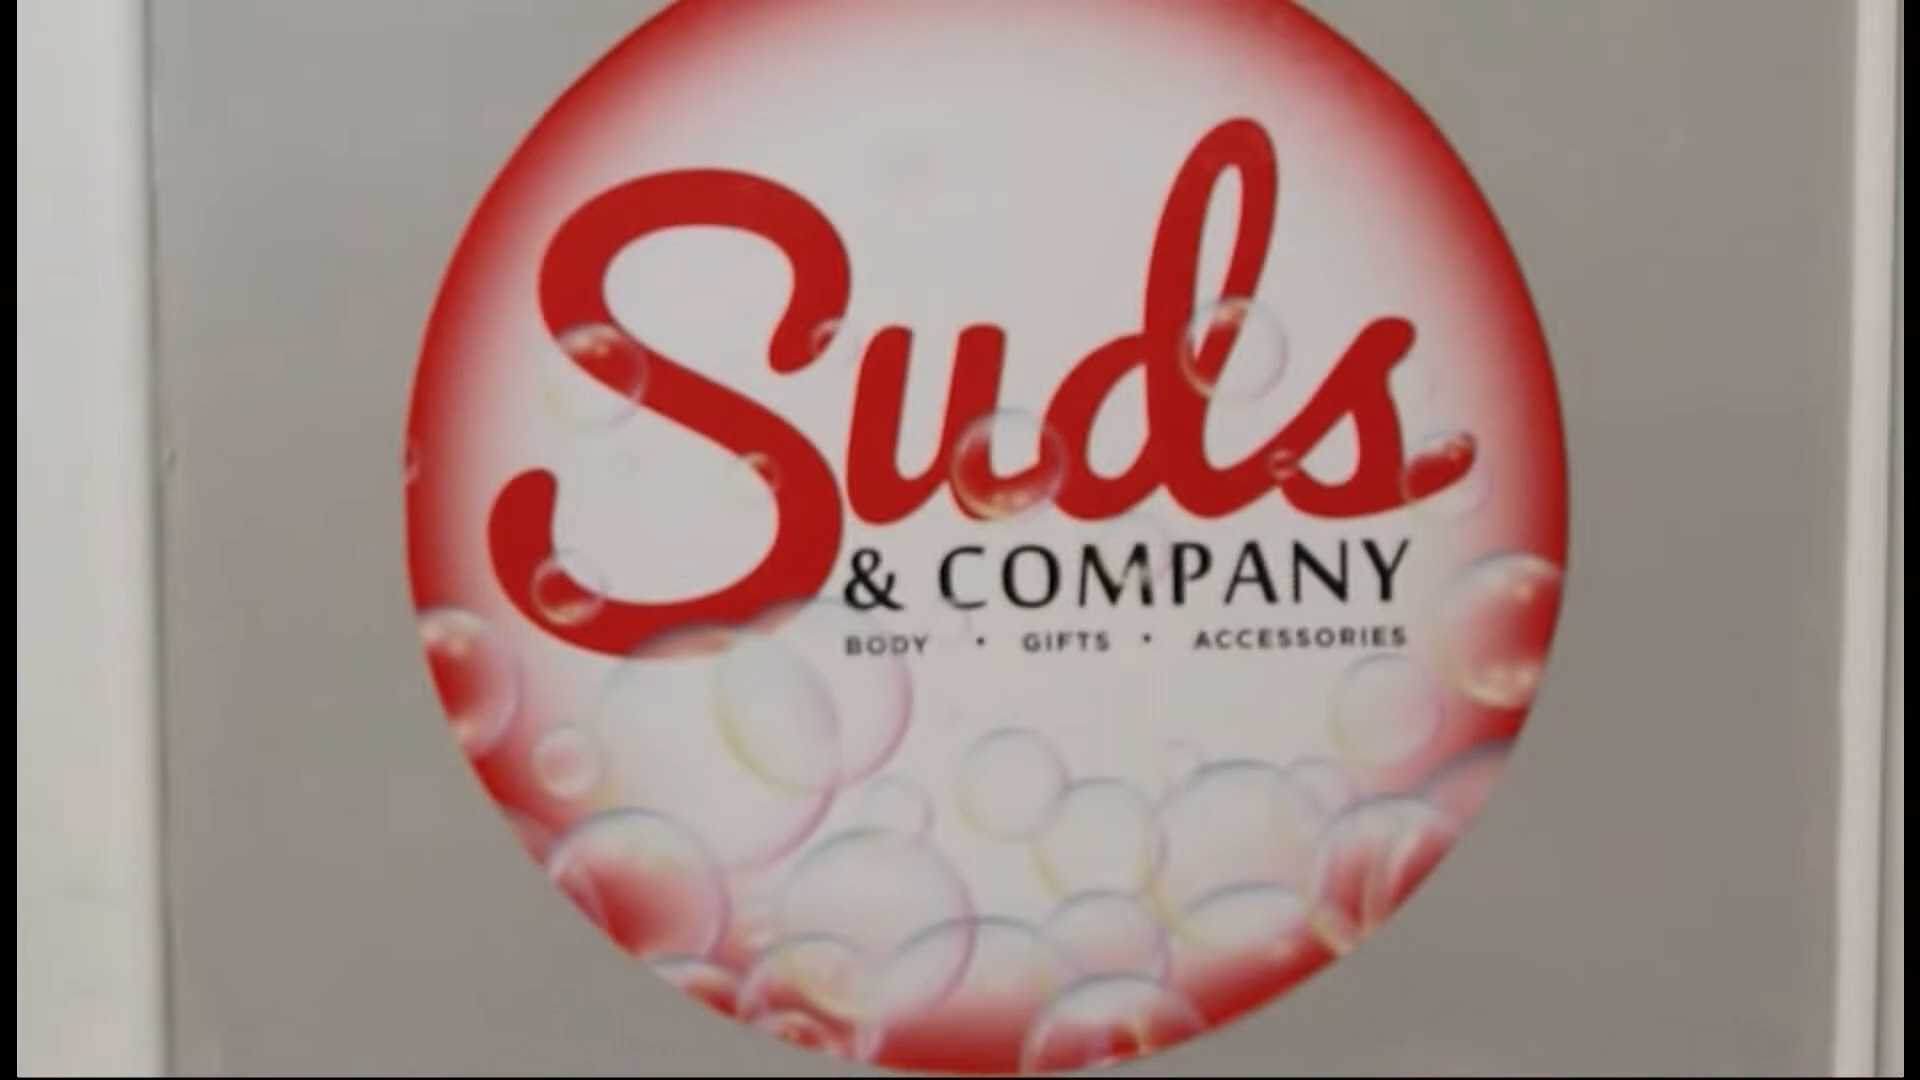 Suds
& COMPANY
BODY • GIFTS • ACCESSORIES